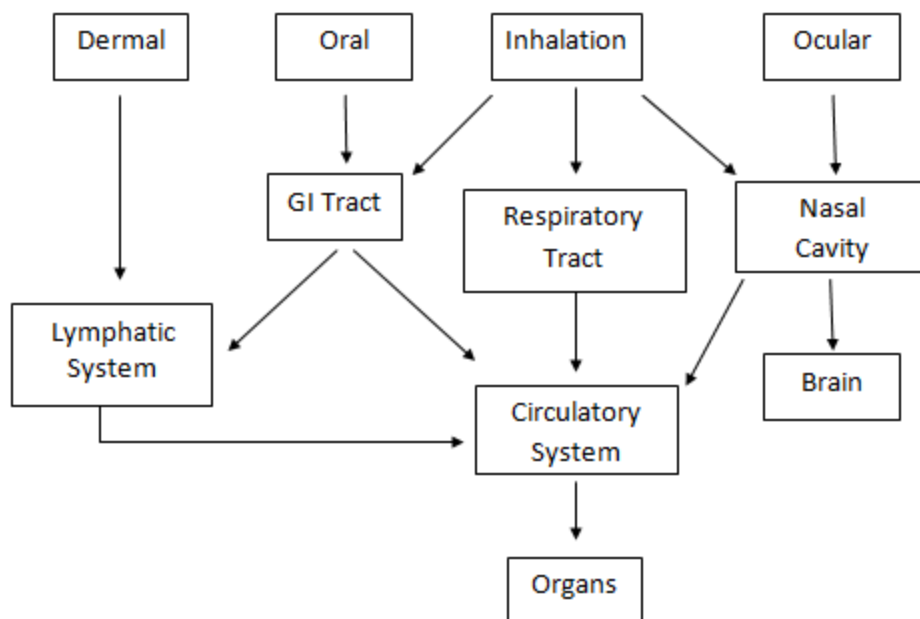 Dermal
Oral
Inhalation
Ocular
GI Tract
Respiratory
Tract
Nasal
Cavity
Lymphatic
System
Circulatory
System
Brain
Organs